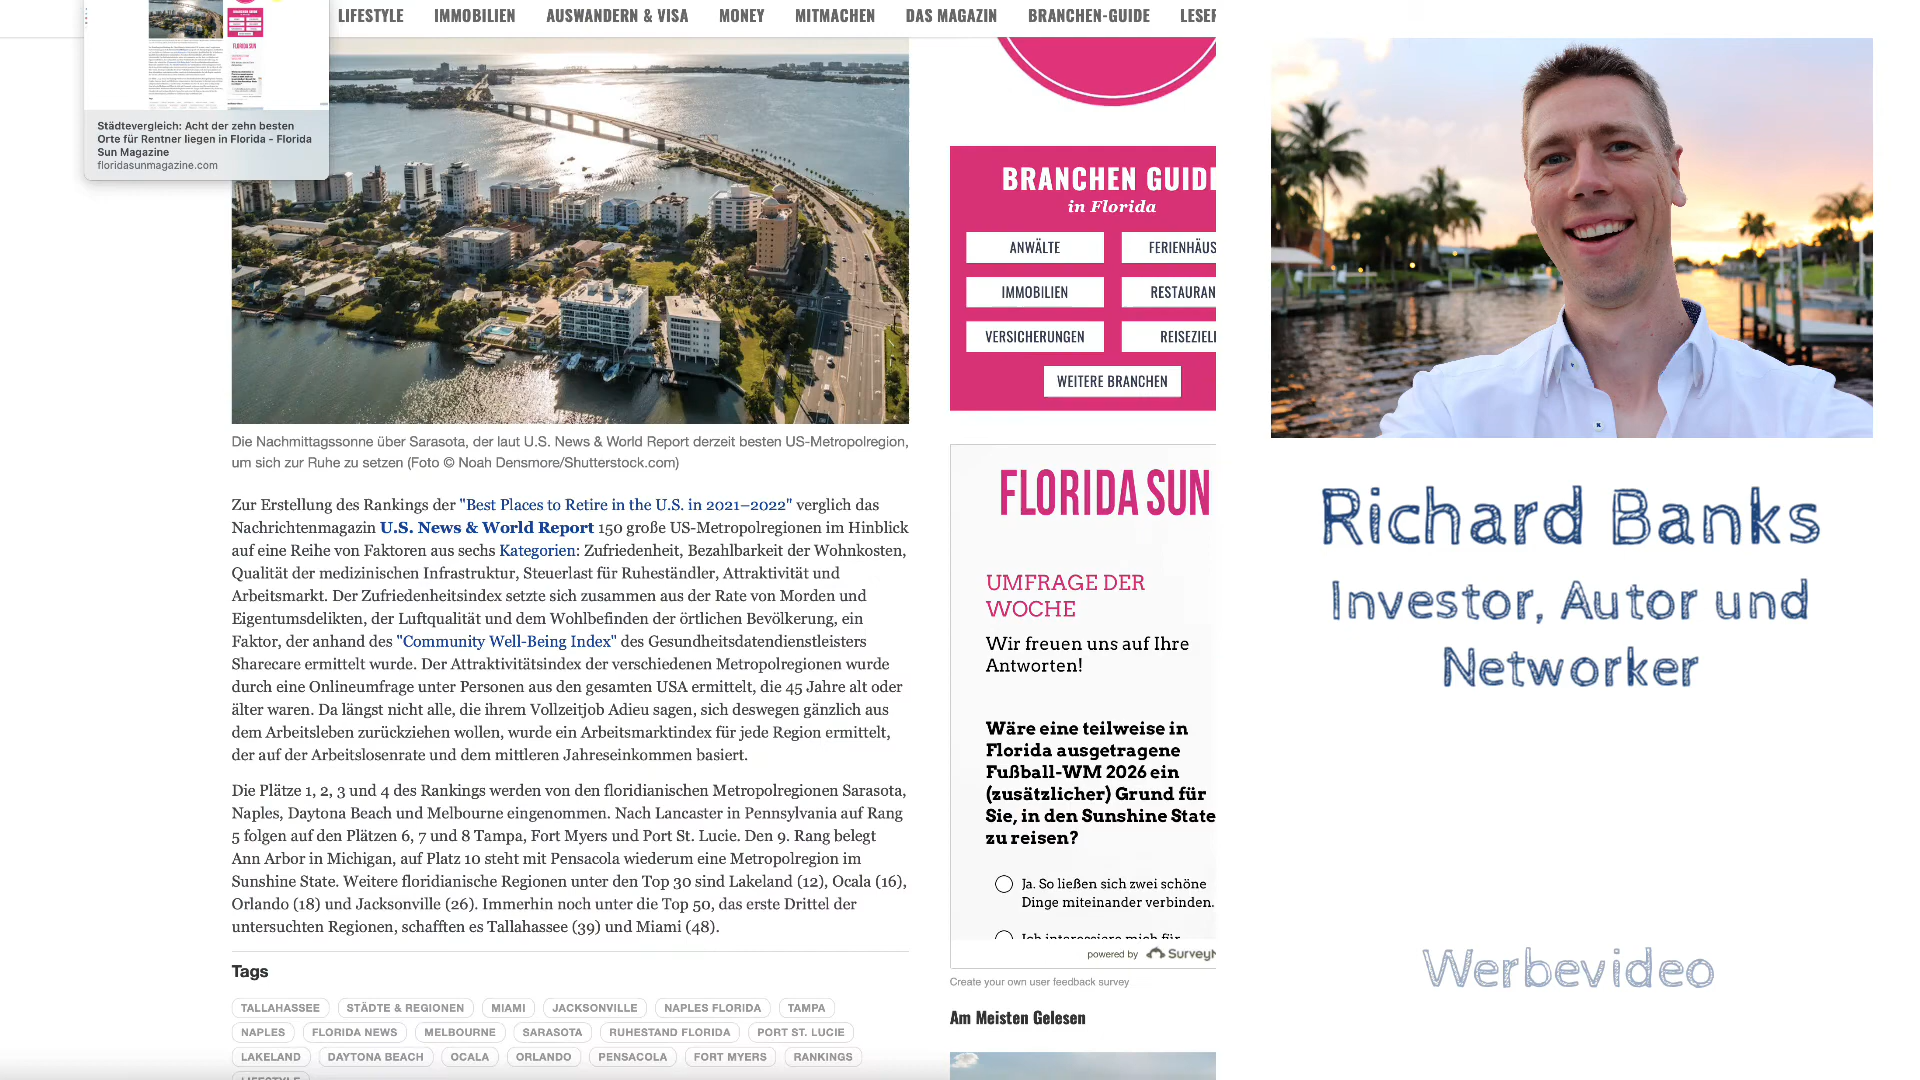 LIFESTYLE IMMOBILIEN AUSWANDERN & VISA MONEY MITMACHEN DAS MAGAZIN BRANCHEN-GUIDE LESER
Städtevergleich: Acht der zehn besten
Orte für Rentner liegen in Florida - Florida
Sun Magazine
floridasunmagazine.com
Die Nachmittagssonne über Sarasota, der laut U.S. News & World Report derzeit besten US-Metropolregion,
um sich zur Ruhe zu setzen (Foto © Noah Densmore/Shutterstock.com)
Zur Erstellung des Rankings der "Best Places to Retire in the U.S. in 2021–2022" verglich das
Nachrichtenmagazin U.S. News & World Report 150 große US-Metropolregionen im Hinblick
auf eine Reihe von Faktoren aus sechs Kategorien: Zufriedenheit, Bezahlbarkeit der Wohnkosten,
Qualität der medizinischen Infrastruktur, Steuerlast für Ruheständler, Attraktivität und
Arbeitsmarkt. Der Zufriedenheitsindex setzte sich zusammen aus der Rate von Morden und
Eigentumsdelikten, der Luftqualität und dem Wohlbefinden der örtlichen Bevölkerung, ein
Faktor, der anhand des "Community Well-Being Index" des Gesundheitsdatendienstleisters
Sharecare ermittelt wurde. Der Attraktivitätsindex der verschiedenen Metropolregionen wurde
durch eine Onlineumfrage unter Personen aus den gesamten USA ermittelt, die 45 Jahre alt oder
älter waren. Da längst nicht alle, die ihrem Vollzeitjob Adieu sagen, sich deswegen gänzlich aus
dem Arbeitsleben zurückziehen wollen, wurde ein Arbeitsmarktindex für jede Region ermittelt,
der auf der Arbeitslosenrate und dem mittleren Jahreseinkommen basiert.
Die Plätze 1, 2, 3 und 4 des Rankings werden von den floridianischen Metropolregionen Sarasota,
Naples, Daytona Beach und Melbourne eingenommen. Nach Lancaster in Pennsylvania auf Rang
5 folgen auf den Plätzen 6, 7 und 8 Tampa, Fort Myers und Port St. Lucie. Den 9. Rang belegt
Ann Arbor in Michigan, auf Platz 10 steht mit Pensacola wiederum eine Metropolregion im
Sunshine State. Weitere floridianische Regionen unter den Top 30 sind Lakeland (12), Ocala (16),
Orlando (18) und Jacksonville (26). Immerhin noch unter die Top 50, das erste Drittel der
untersuchten Regionen, schafften es Tallahassee (39) und Miami (48).
Tags
TALLAHASSEE STÄDTE & REGIONEN MIAMI JACKSONVILLE NAPLES FLORIDA TAMPA
NAPLES FLORIDA NEWS MELBOURNE SARASOTA RUHESTAND FLORIDA PORT ST. LUCIE
LAKELAND DAYTONA BEACH OCALA ORLANDO PENSACOLA FORT MYERS RANKINGS
LIFESTYLE
BRANCHEN GUIDE
in Florida
ANWÄLTE FERIENHÄUS
IMMOBILIEN RESTAURAN
VERSICHERUNGEN REISEZIEL
WEITERE BRANCHEN
FLORIDA SUN
UMFRAGE DER
WOCHE
Wir freuen uns auf Ihre
Antworten!
Wäre eine teilweise in
Florida ausgetragene
Fußball-WM 2026 ein
(zusätzlicher) Grund für
Sie, in den Sunshine State
zu reisen?
Ja. So ließen sich zwei schöne
Dinge miteinander verbinden.
Ich interessiere mich für
powered by Survey
Create your own user feedback survey
Am Meisten Gelesen
Richard Banks
Investor, Autor und
Networker
Werbevideo